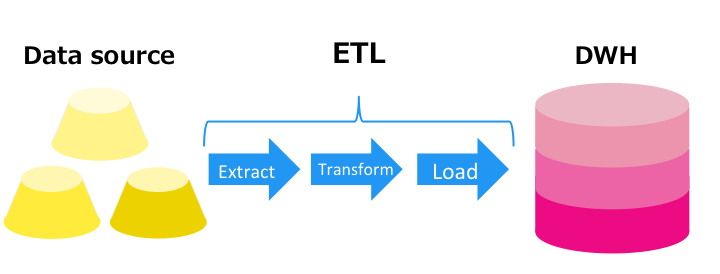 Data source
ETL
DWH
Extract
Transform
Load